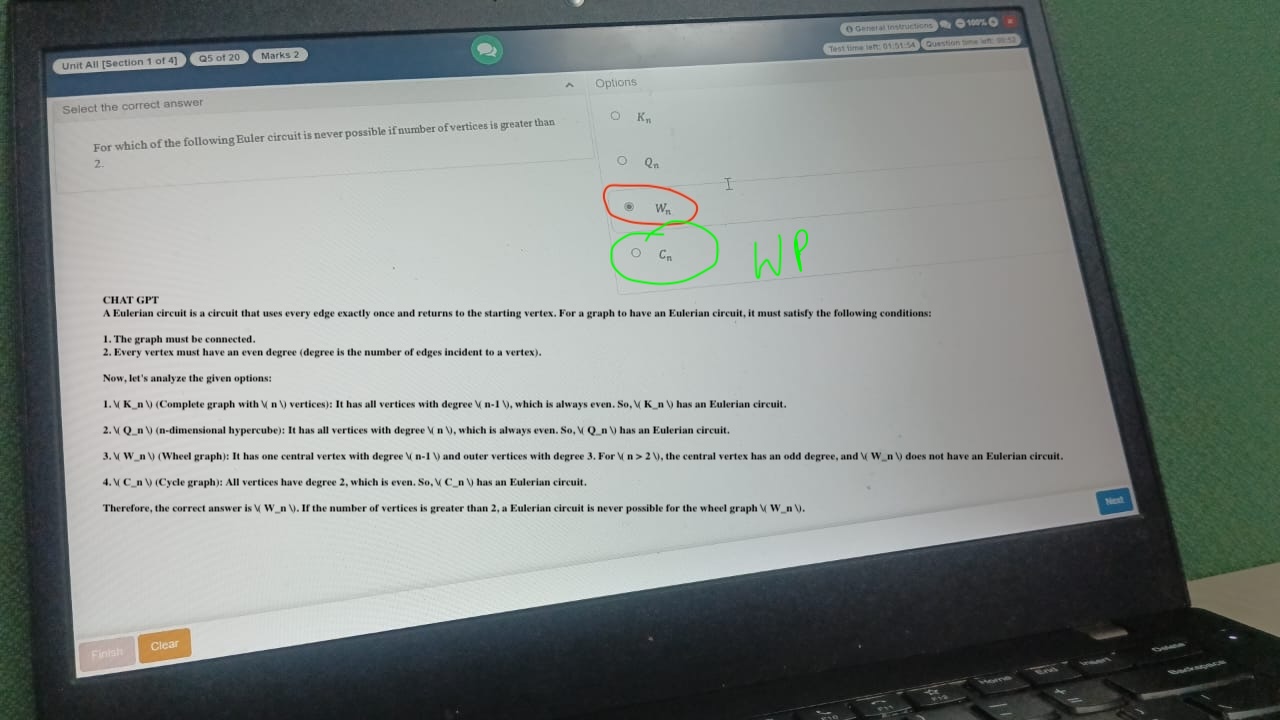 Unit All [Section 1 of 4] Q5 of 20 Marks 2
General Instructions 100%
Test time left: 01:51:54 Question time left: 00:52
Select the correct answer
For which of the following Euler circuit is never possible if number of vertices is greater than
2.
Options
Kn
Qn
Wn
Cn
WP
CHAT GPT
A Eulerian circuit is a circuit that uses every edge exactly once and returns to the starting vertex. For a graph to have an Eulerian circuit, it must satisfy the following conditions:
1. The graph must be connected.
2. Every vertex must have an even degree (degree is the number of edges incident to a vertex).
Now, let's analyze the given options:
1. \( K_n \) (Complete graph with \( n \) vertices): It has all vertices with degree \( n-1 \), which is always even. So, \( K_n \) has an Eulerian circuit.
2. \( Q_n \) (n-dimensional hypercube): It has all vertices with degree \( n \), which is always even. So, \( Q_n \) has an Eulerian circuit.
3. \( W_n \) (Wheel graph): It has one central vertex with degree \( n-1 \) and outer vertices with degree 3. For \( n > 2 \), the central vertex has an odd degree, and \( W_n \) does not have an Eulerian circuit.
4. \( C_n \) (Cycle graph): All vertices have degree 2, which is even. So, \( C_n \) has an Eulerian circuit.
Therefore, the correct answer is \( W_n \). If the number of vertices is greater than 2, a Eulerian circuit is never possible for the wheel graph \( W_n \).
Next
Finish Clear
F10 F11 F12 Home End Insert Delete
Backspace